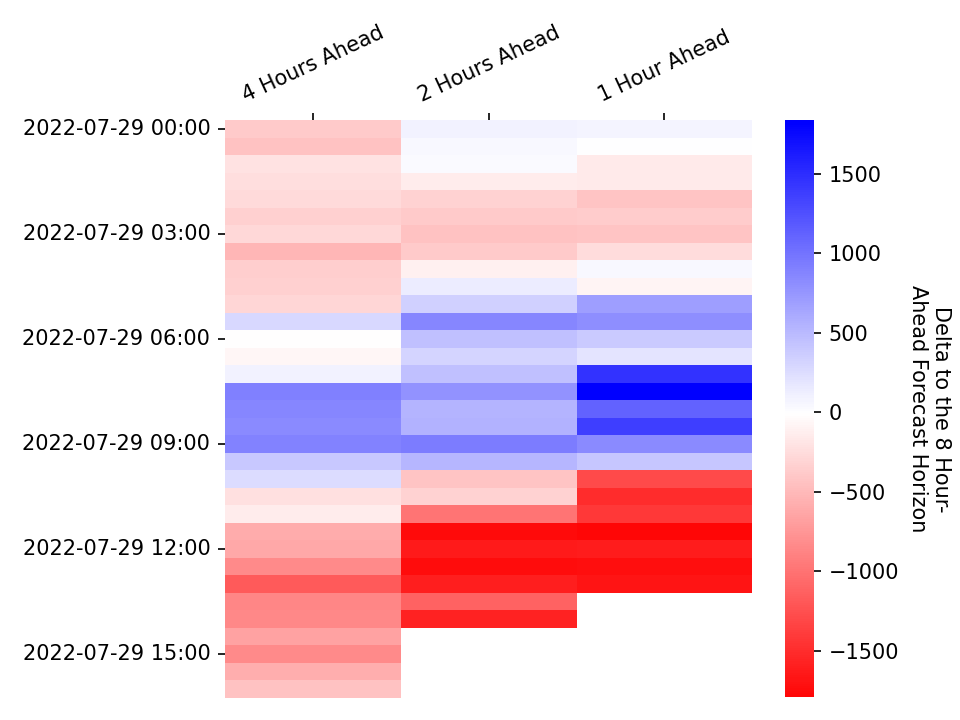 4 Hours Ahead
2 Hours Ahead
1 Hour Ahead
2022-07-29 00:00
2022-07-29 03:00
2022-07-29 06:00
2022-07-29 09:00
2022-07-29 12:00
2022-07-29 15:00
1500
1000
500
0
−500
−1000
−1500
Delta to the 8 Hour-
Ahead Forecast Horizon